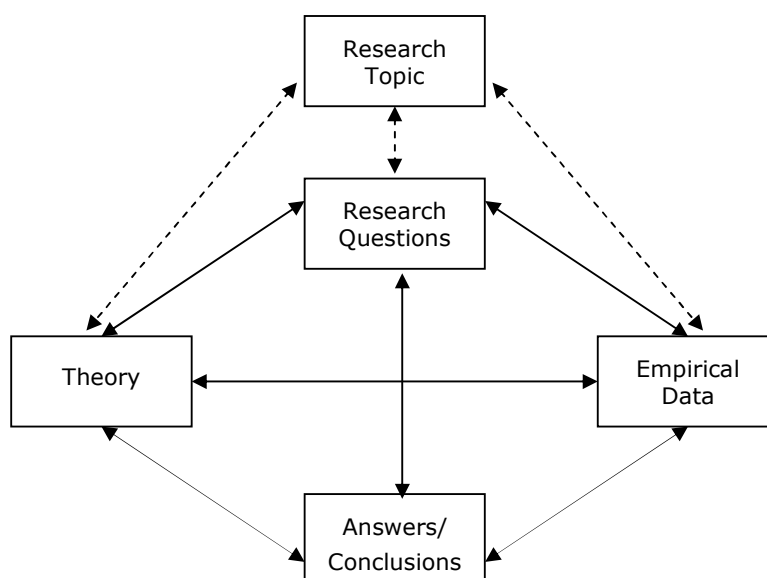 Research
Topic
Research
Questions
Theory
Empirical
Data
Answers/
Conclusions